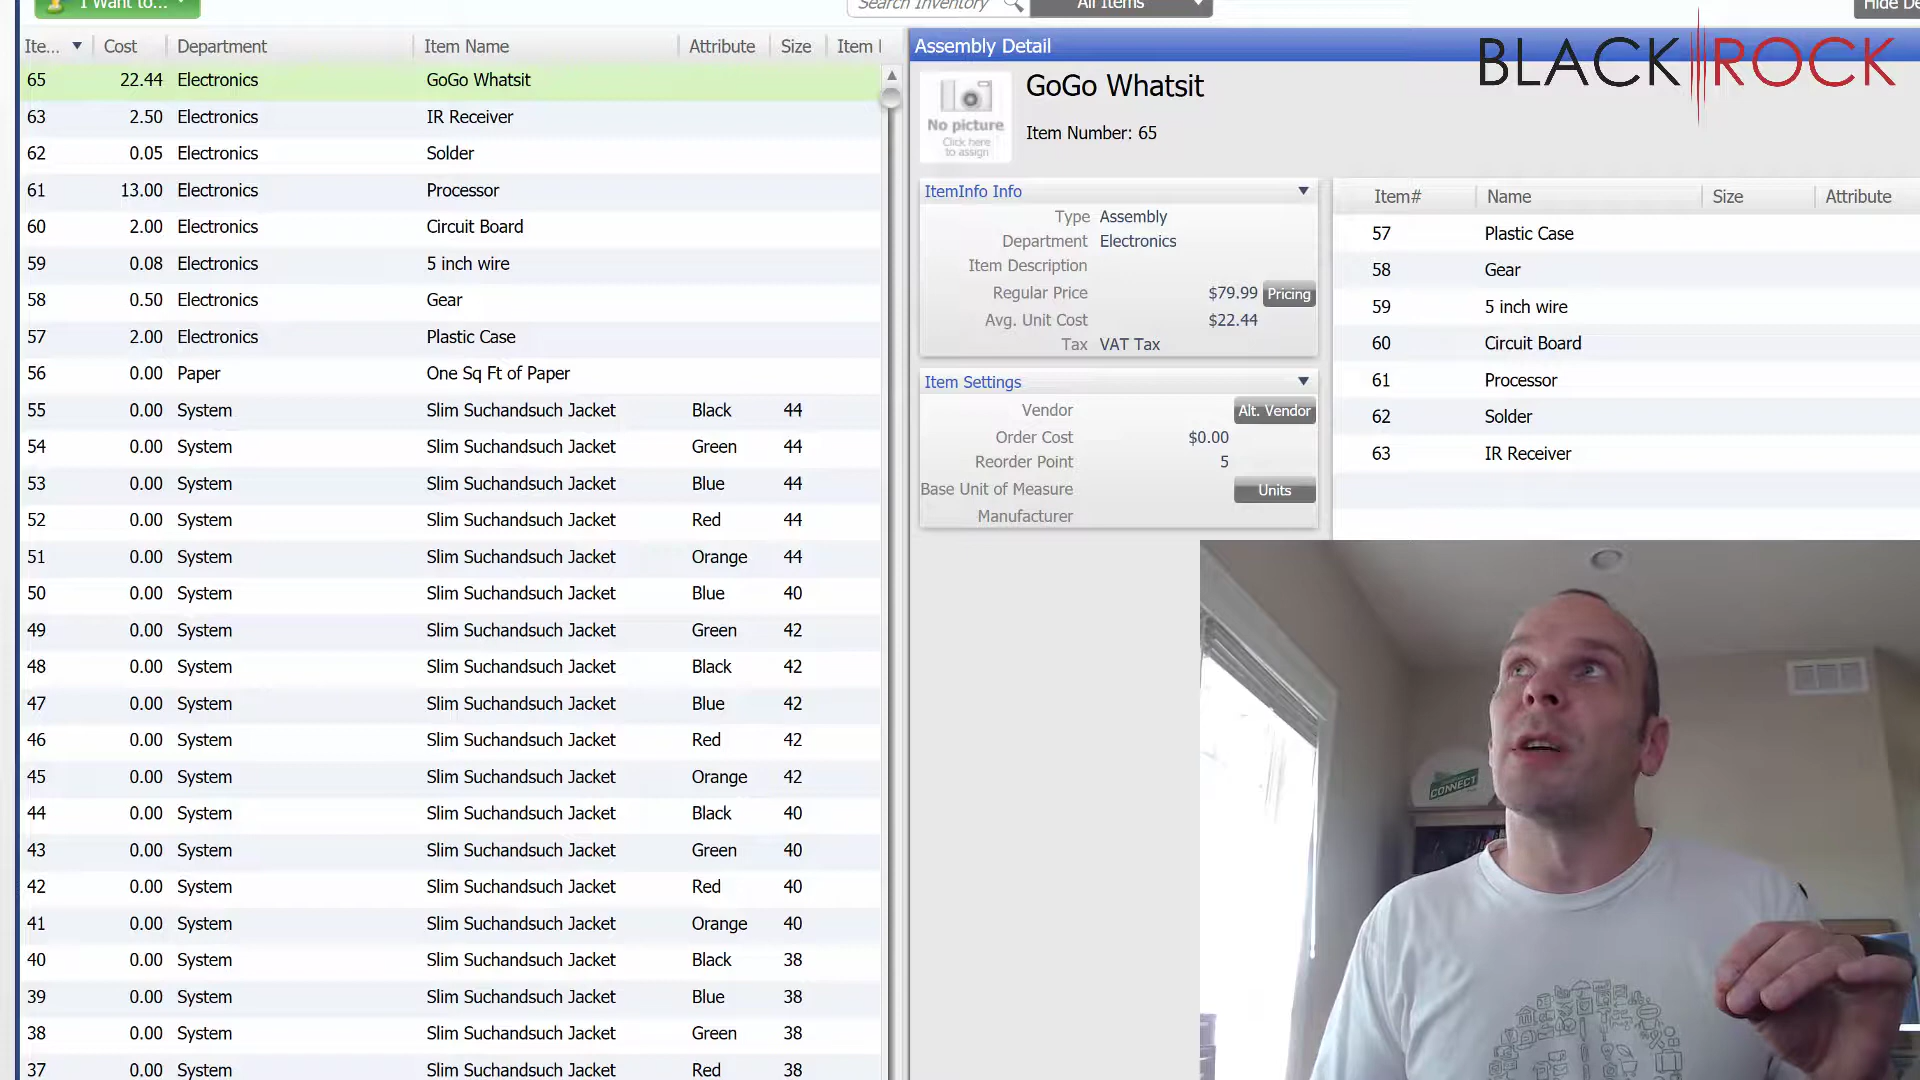 I Want to...
Search Inventory
All Items
Ite... Cost Department Item Name Attribute Size Item
65 22.44 Electronics GoGo Whatsit
63 2.50 Electronics IR Receiver
62 0.05 Electronics Solder
61 13.00 Electronics Processor
60 2.00 Electronics Circuit Board
59 0.08 Electronics 5 inch wire
58 0.50 Electronics Gear
57 2.00 Electronics Plastic Case
56 0.00 Paper One Sq Ft of Paper
55 0.00 System Slim Suchandsuch Jacket Black 44
54 0.00 System Slim Suchandsuch Jacket Green 44
53 0.00 System Slim Suchandsuch Jacket Blue 44
52 0.00 System Slim Suchandsuch Jacket Red 44
51 0.00 System Slim Suchandsuch Jacket Orange 44
50 0.00 System Slim Suchandsuch Jacket Blue 40
49 0.00 System Slim Suchandsuch Jacket Green 42
48 0.00 System Slim Suchandsuch Jacket Black 42
47 0.00 System Slim Suchandsuch Jacket Blue 42
46 0.00 System Slim Suchandsuch Jacket Red 42
45 0.00 System Slim Suchandsuch Jacket Orange 42
44 0.00 System Slim Suchandsuch Jacket Black 40
43 0.00 System Slim Suchandsuch Jacket Green 40
42 0.00 System Slim Suchandsuch Jacket Red 40
41 0.00 System Slim Suchandsuch Jacket Orange 40
40 0.00 System Slim Suchandsuch Jacket Black 38
39 0.00 System Slim Suchandsuch Jacket Blue 38
38 0.00 System Slim Suchandsuch Jacket Green 38
37 0.00 System Slim Suchandsuch Jacket Red 38
Hide
Assembly Detail
BLACK ROCK
No picture
Click here
to assign
GoGo Whatsit
Item Number: 65
ItemInfo Info
Type Assembly
Department Electronics
Item Description
Regular Price $79.99 Pricing
Avg. Unit Cost $22.44
Tax VAT Tax
Item Settings
Vendor Alt. Vendor
Order Cost $0.00
Reorder Point 5
Base Unit of Measure Units
Manufacturer
Item# Name Size Attribute
57 Plastic Case
58 Gear
59 5 inch wire
60 Circuit Board
61 Processor
62 Solder
63 IR Receiver
CONNECT